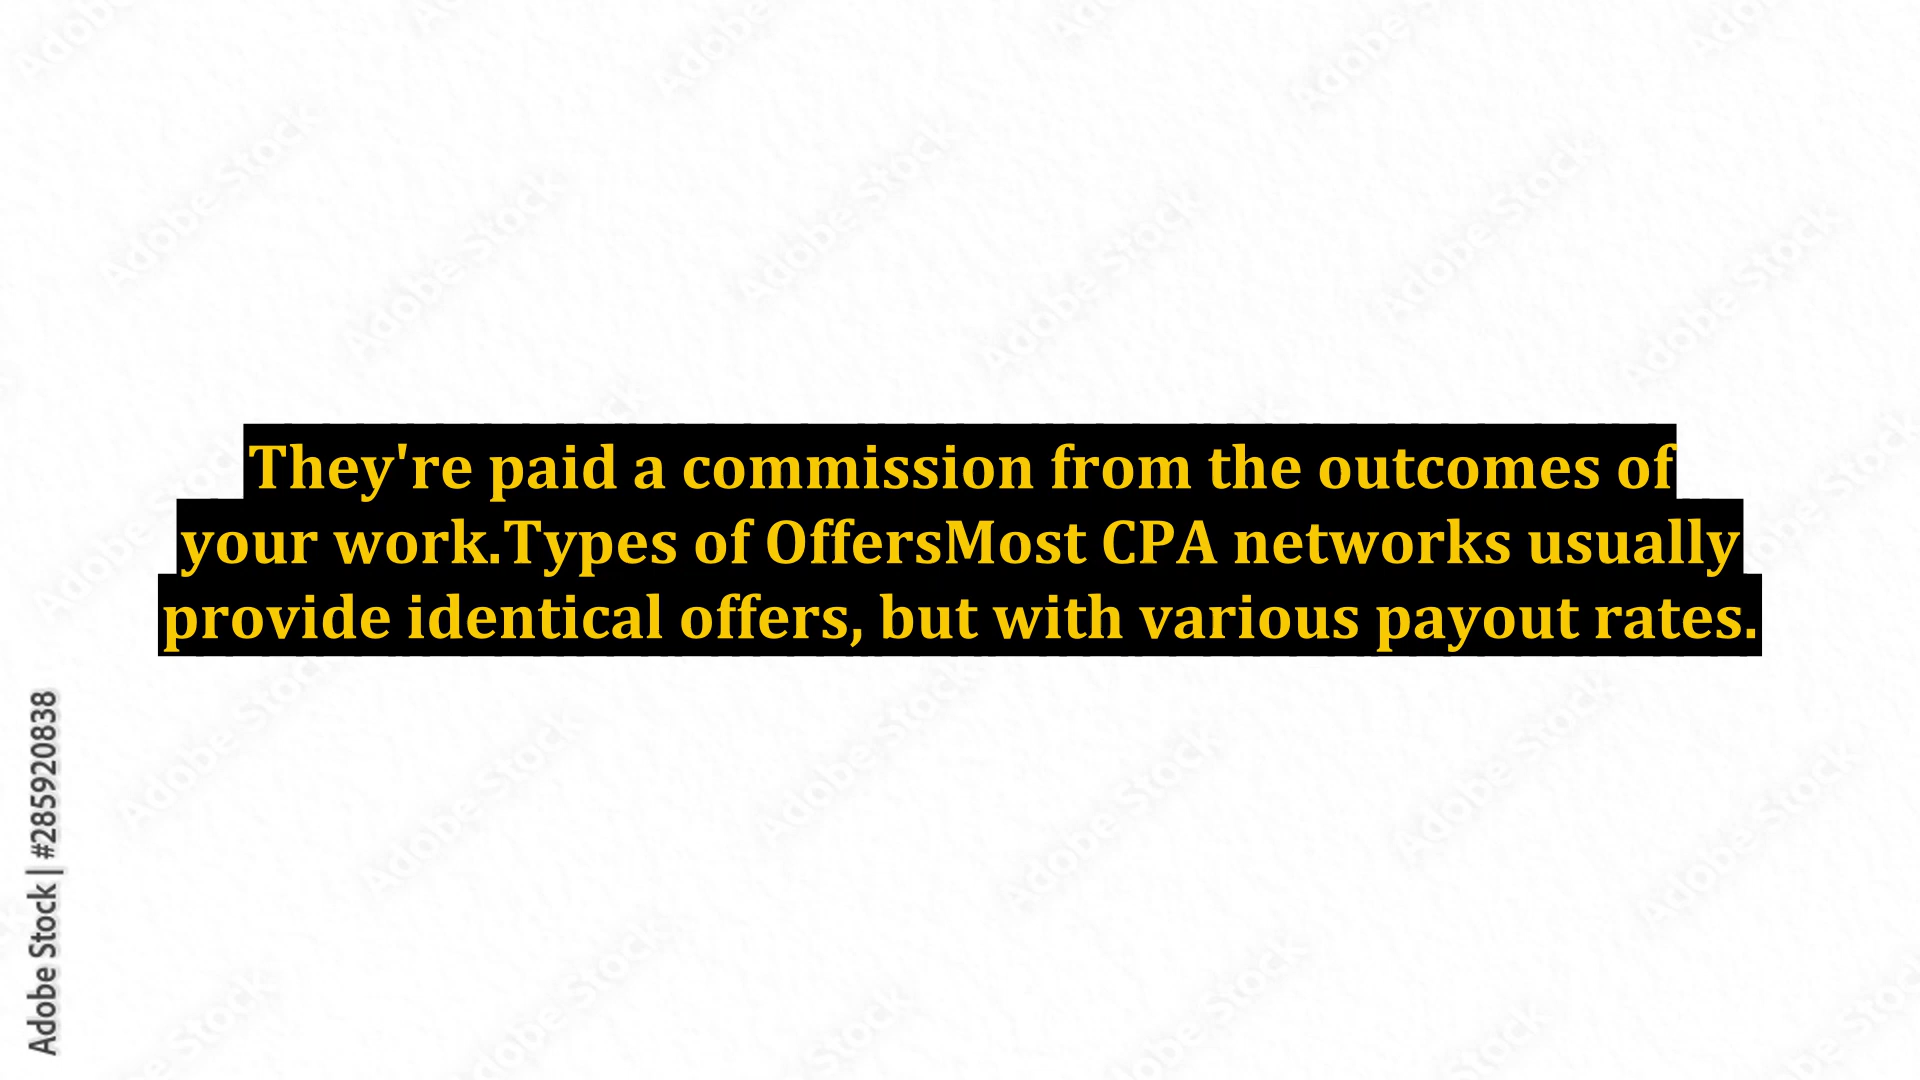 They're paid a commission from the outcomes of
your work.Types of OffersMost CPA networks usually
provide identical offers, but with various payout rates.
Adobe Stock | #285920838